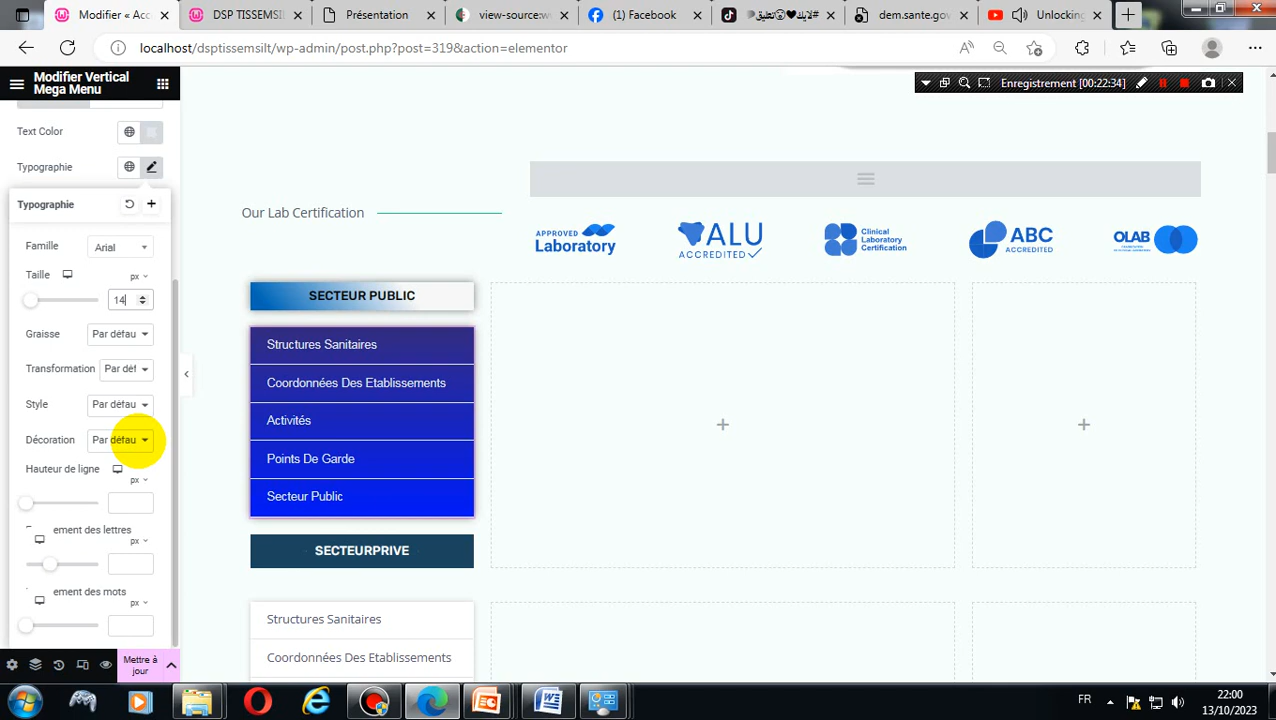 Modifier « Acc
DSP TISSEMSIL
Présentation
view-source:w
(1) Facebook
dem.sante.gov
Unlocking
localhost/dsptissemsilt/wp-admin/post.php?post=319&action=elementor
Modifier Vertical
Mega Menu
Enregistrement [00:22:34]
Text Color
Typographie
Typographie
Famille
Arial
Taille
px
14
Graisse
Par défau
Transformation
Par déf
Style
Par défau
Décoration
Par défau
Hauteur de ligne
px
ement des lettres
px
ement des mots
px
Mettre à
jour
Our Lab Certification
APPROVED
Laboratory
ALU
ACCREDITED
Clinical
Laboratory
Certification
ABC
ACCREDITED
OLAB
SECTEUR PUBLIC
Structures Sanitaires
Coordonnées Des Etablissements
Activités
Points De Garde
Secteur Public
SECTEURPRIVE
Structures Sanitaires
Coordonnées Des Etablissements
FR
22:00
13/10/2023